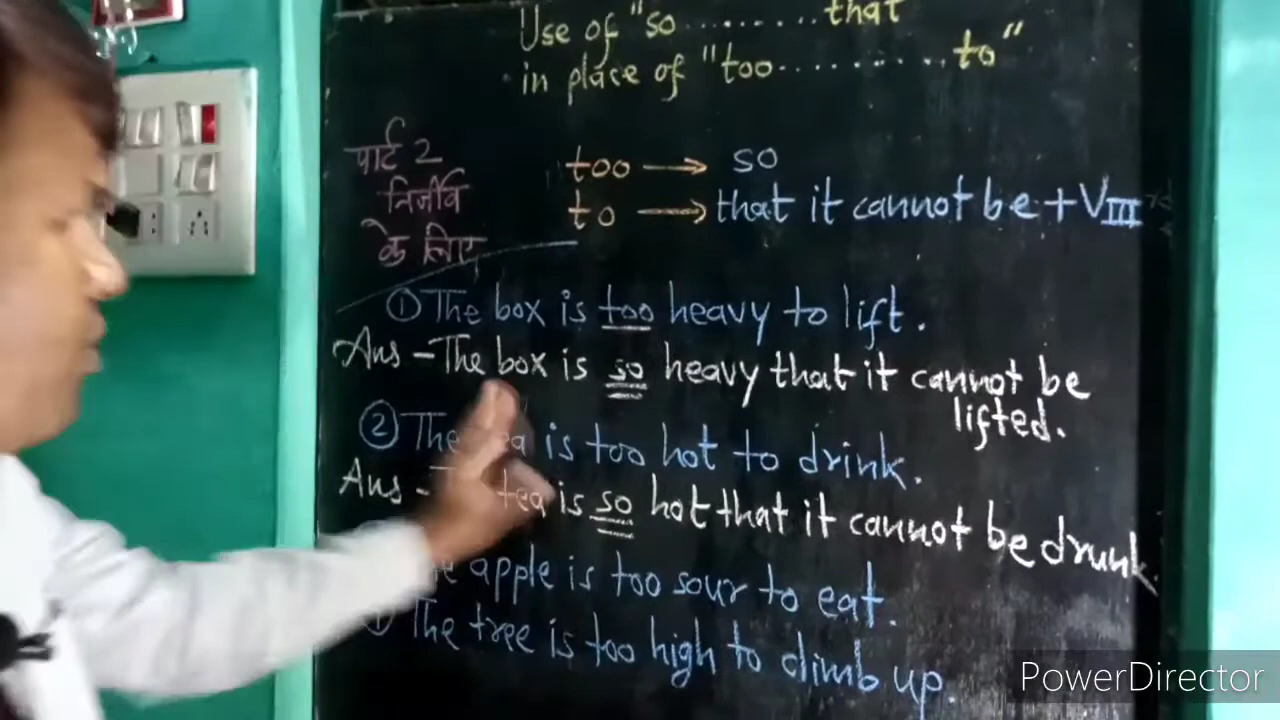 Use of "so.........that
in place of "too..........to"
पार्ट 2
निर्जीव
के लिए
too → so
to → that it cannot be + VIII
① The box is too heavy to lift.
Ans - The box is so heavy that it cannot be
lifted.
② The tea is too hot to drink.
Ans - tea is so hot that it cannot be drunk.
apple is too sour to eat.
The tree is too high to climb up.
PowerDirector